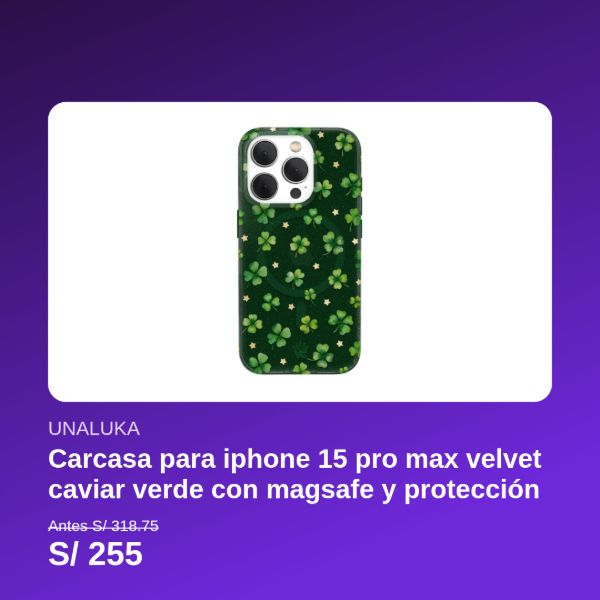 UNALUKA
Carcasa para iphone 15 pro max velvet
caviar verde con magsafe y protección
Antes S/ 318.75
S/ 255